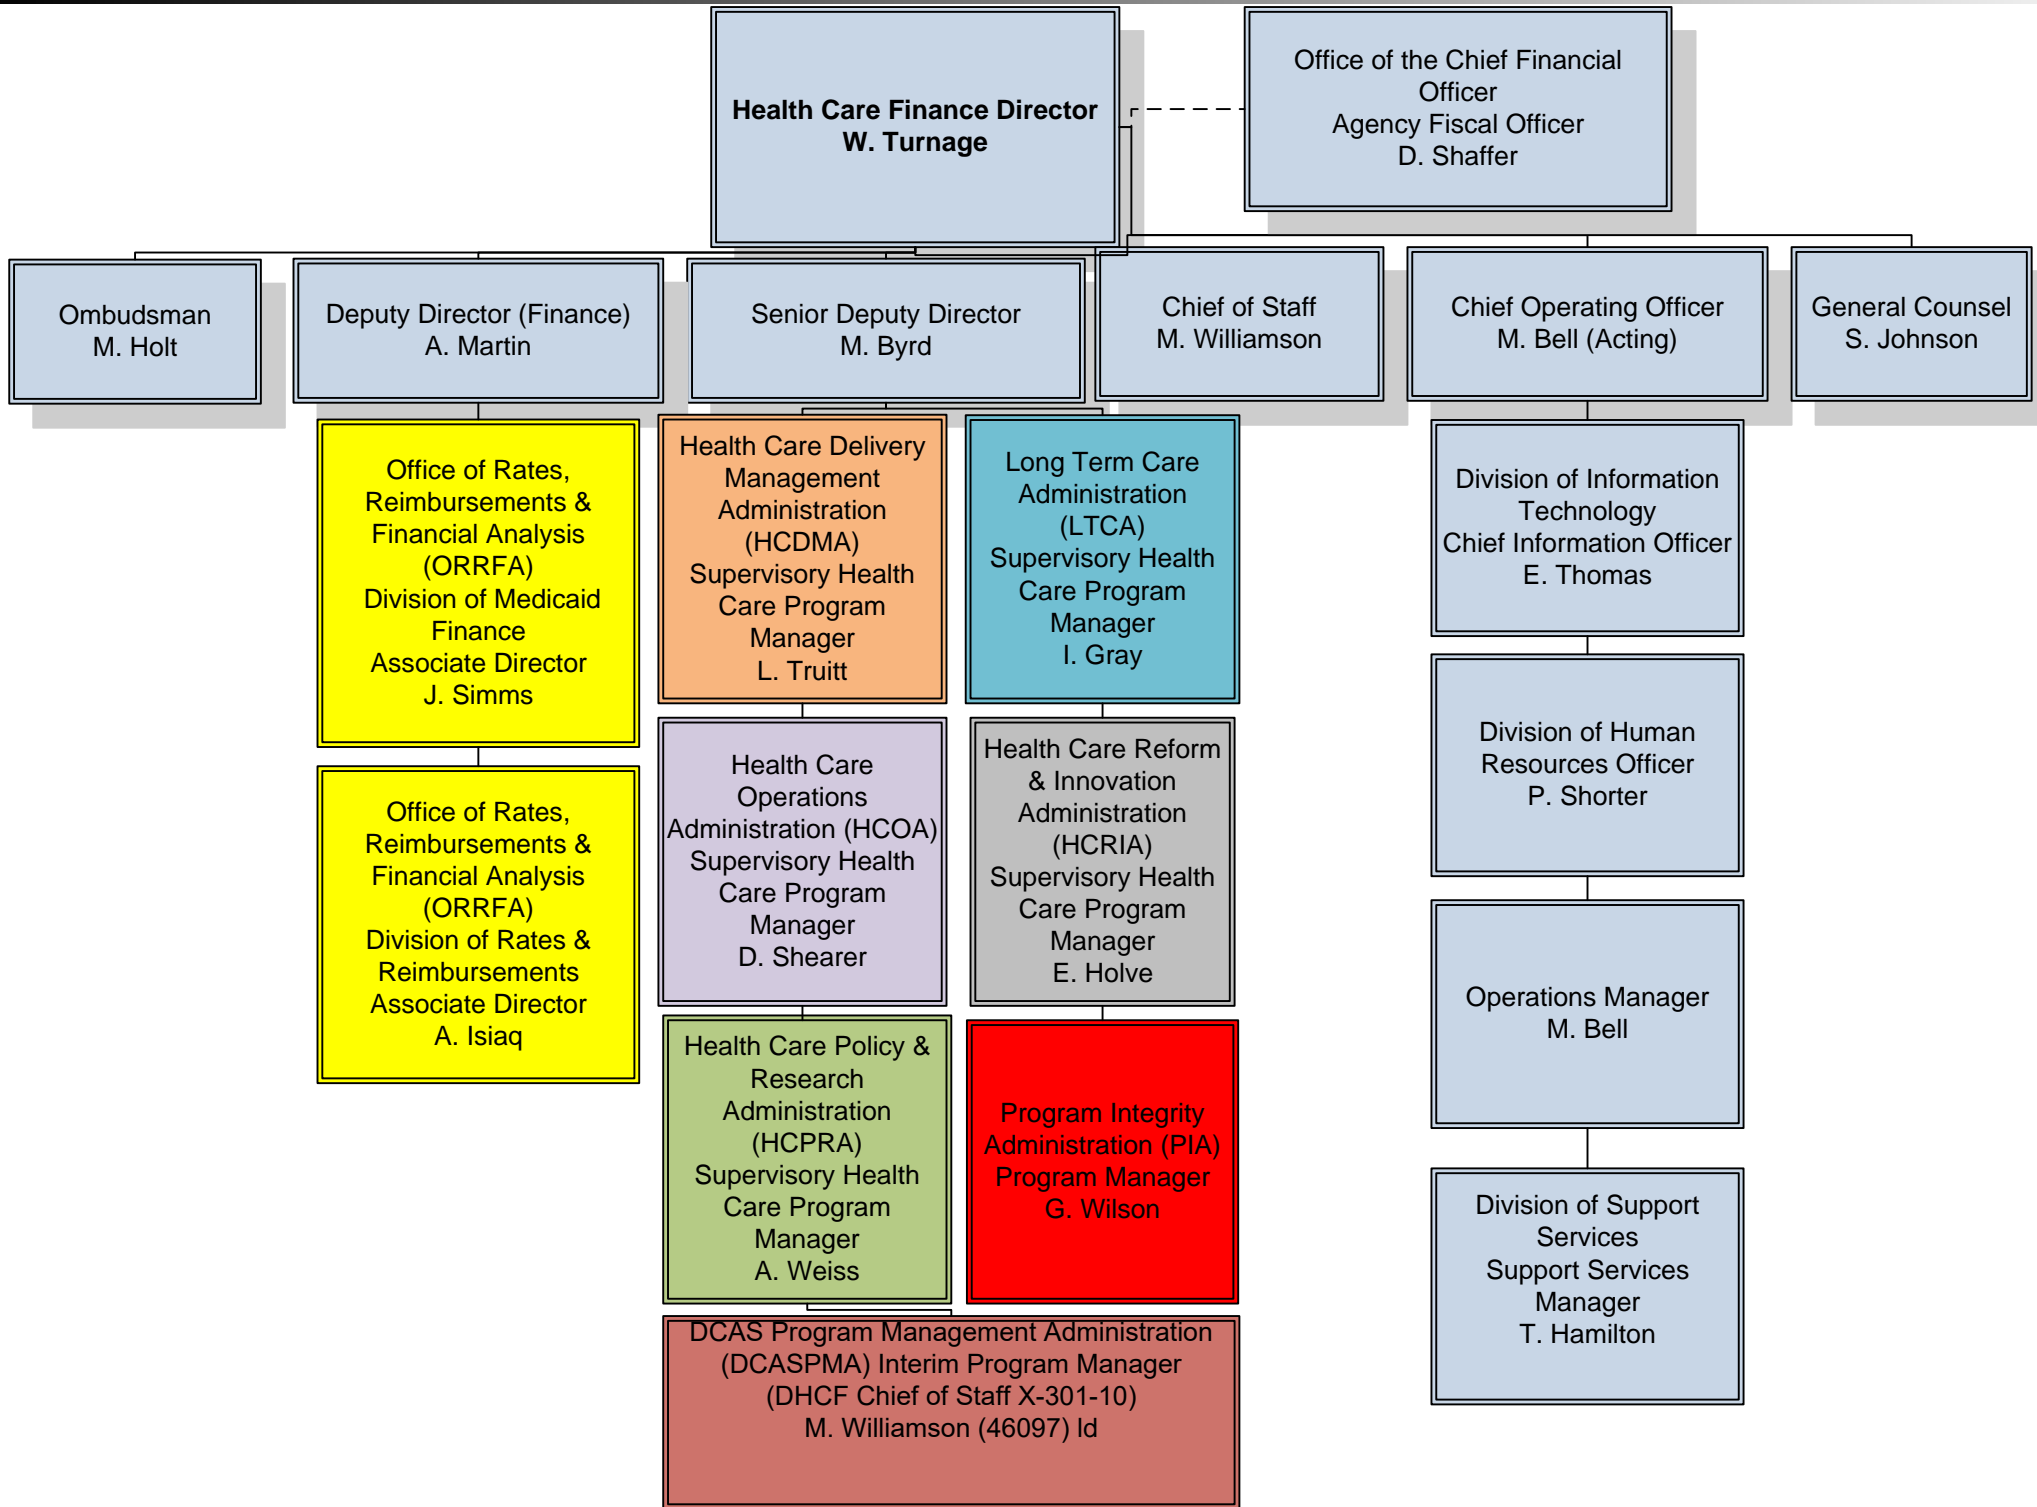 Health Care Finance Director
W. Turnage
Office of the Chief Financial
Officer
Agency Fiscal Officer
D. Shaffer
Ombudsman
M. Holt
Deputy Director (Finance)
A. Martin
Senior Deputy Director
M. Byrd
Chief of Staff
M. Williamson
Chief Operating Officer
M. Bell (Acting)
General Counsel
S. Johnson
Office of Rates,
Reimbursements &
Financial Analysis
(ORRFA)
Division of Medicaid
Finance
Associate Director
J. Simms
Health Care Delivery
Management
Administration
(HCDMA)
Supervisory Health
Care Program
Manager
L. Truitt
Long Term Care
Administration
(LTCA)
Supervisory Health
Care Program
Manager
I. Gray
Division of Information
Technology
Chief Information Officer
E. Thomas
Office of Rates,
Reimbursements &
Financial Analysis
(ORRFA)
Division of Rates &
Reimbursements
Associate Director
A. Isiaq
Health Care
Operations
Administration (HCOA)
Supervisory Health
Care Program
Manager
D. Shearer
Health Care Reform
& Innovation
Administration
(HCRIA)
Supervisory Health
Care Program
Manager
E. Holve
Division of Human
Resources Officer
P. Shorter
Operations Manager
M. Bell
Health Care Policy &
Research
Administration
(HCPRA)
Supervisory Health
Care Program
Manager
A. Weiss
Program Integrity
Administration (PIA)
Program Manager
G. Wilson
Division of Support
Services
Support Services
Manager
T. Hamilton
DCAS Program Management Administration
(DCASPMA) Interim Program Manager
(DHCF Chief of Staff X-301-10)
M. Williamson (46097) ld